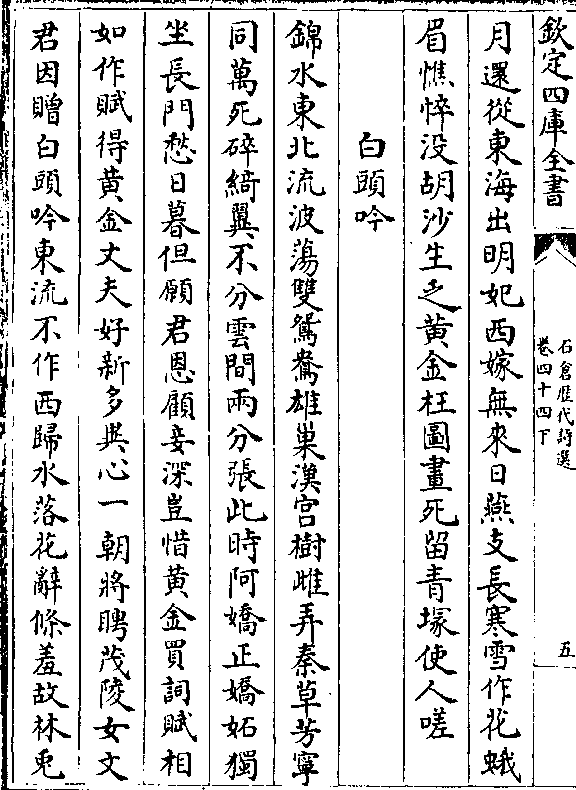 欽定四庫全書
石倉歴代詩選
卷四十四下
五
月還從東海出明妃西嫁無來日燕支長寒雪作花蛾
眉憔悴没胡沙生乏黄金枉圖畫死留青塚使人嗟
白頭吟
錦水東北流波蕩雙鴛鴦雄巢漢宫樹雌弄秦草芳寧
同萬死碎綺翼不分雲間兩分張此時阿嬌正嬌妬獨
坐長門愁日暮但願君恩顧妾深豈惜黄金買詞賦相
如作賦得黄金丈夫好新多異心一朝將聘茂陵女文
君因贈白頭吟東流不作西歸水落花辭條羞故林兎